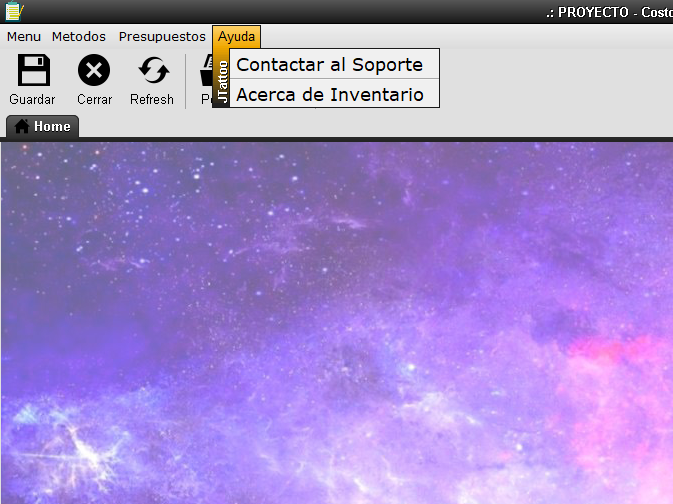 .: PROYECTO - Costo
Menu Metodos Presupuestos Ayuda
JTattoo
Contactar al Soporte
Acerca de Inventario
Guardar Cerrar Refresh
Home